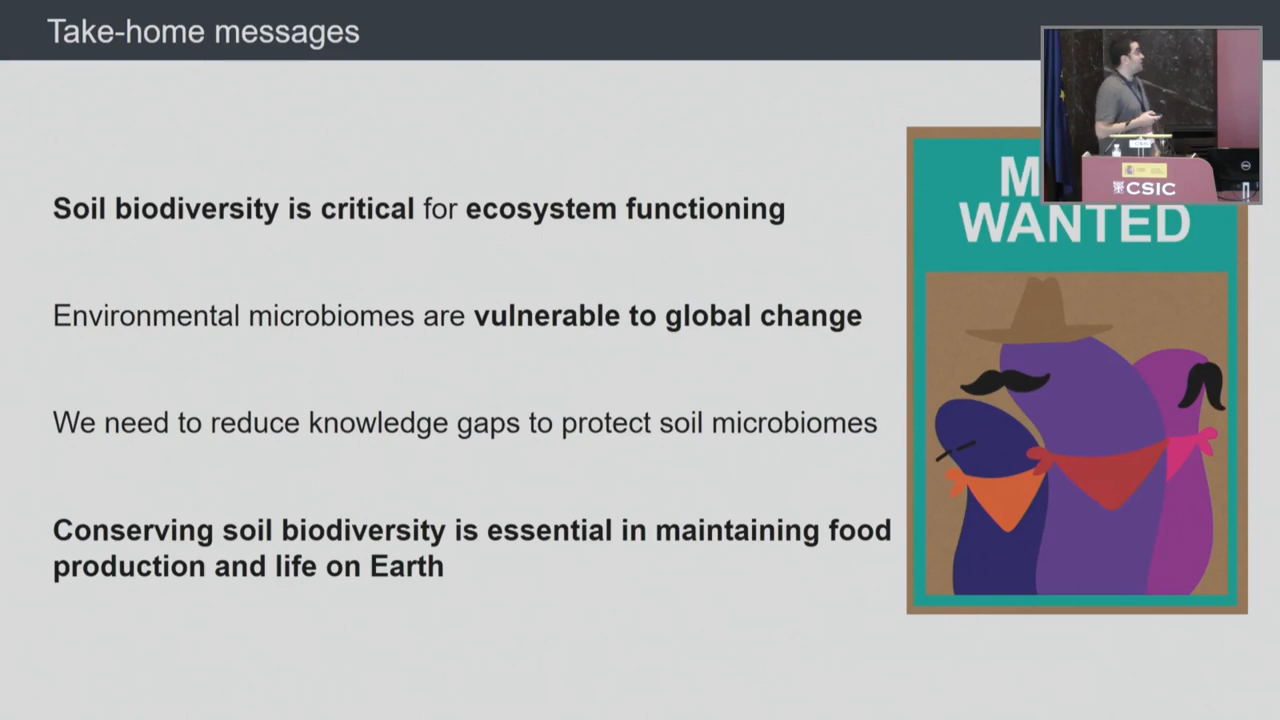 Take-home messages
Soil biodiversity is critical for ecosystem functioning
Environmental microbiomes are vulnerable to global change
We need to reduce knowledge gaps to protect soil microbiomes
Conserving soil biodiversity is essential in maintaining food
production and life on Earth
WANTED
CSIC